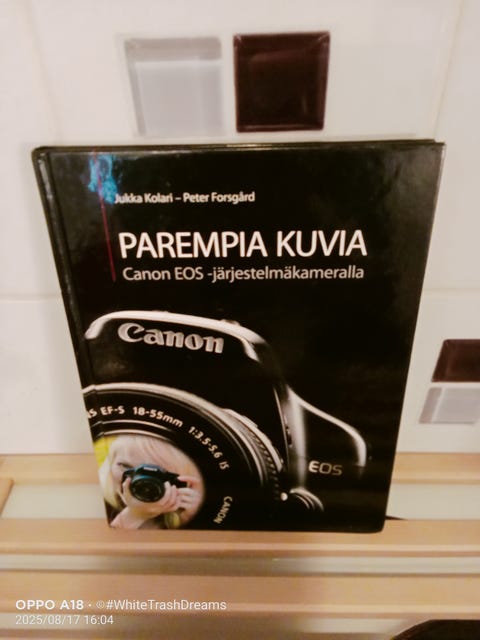 Jukka Kolari – Peter Forsgård
PAREMPIA KUVIA
Canon EOS -järjestelmäkameralla
Canon
EF-S 18-55mm 1:3.5-5.6 IS
CANON
EOS
OPPO A18 · ©#WhiteTrashDreams
2025/08/17 16:04